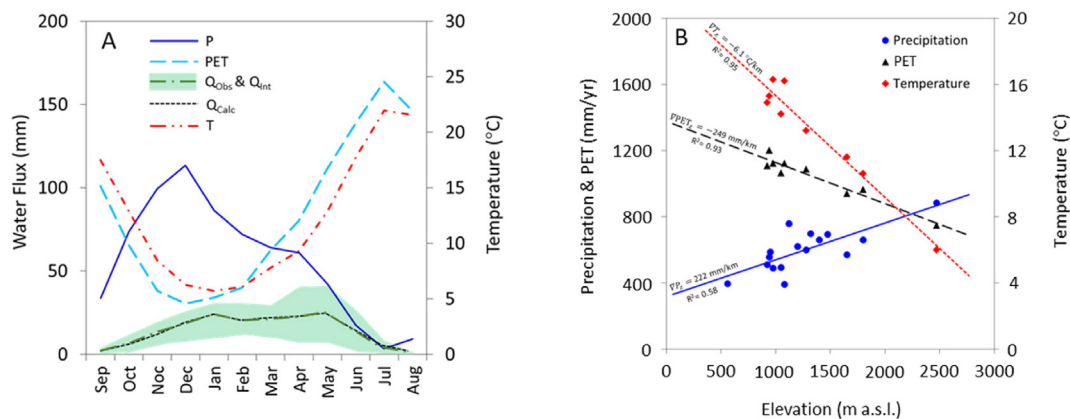 A
P
PET
QObs & QInt
QCalc
T
Water Flux (mm)
200
150
100
50
0
Temperature (°C)
30
25
20
15
10
5
0
Sep
Oct
Noc
Dec
Jan
Feb
Mar
Apr
May
Jun
Jul
Aug
B
Precipitation
PET
Temperature
Precipitation & PET (mm/yr)
2000
1600
1200
800
400
0
Temperature (°C)
20
16
12
8
4
0
∇Tz = −6.1 °C/km
R²= 0.95
∇PETz = −249 mm/km
R²= 0.93
∇Pz = 222 mm/km
R²= 0.58
0
500
1000
1500
2000
2500
3000
Elevation (m a.s.l.)